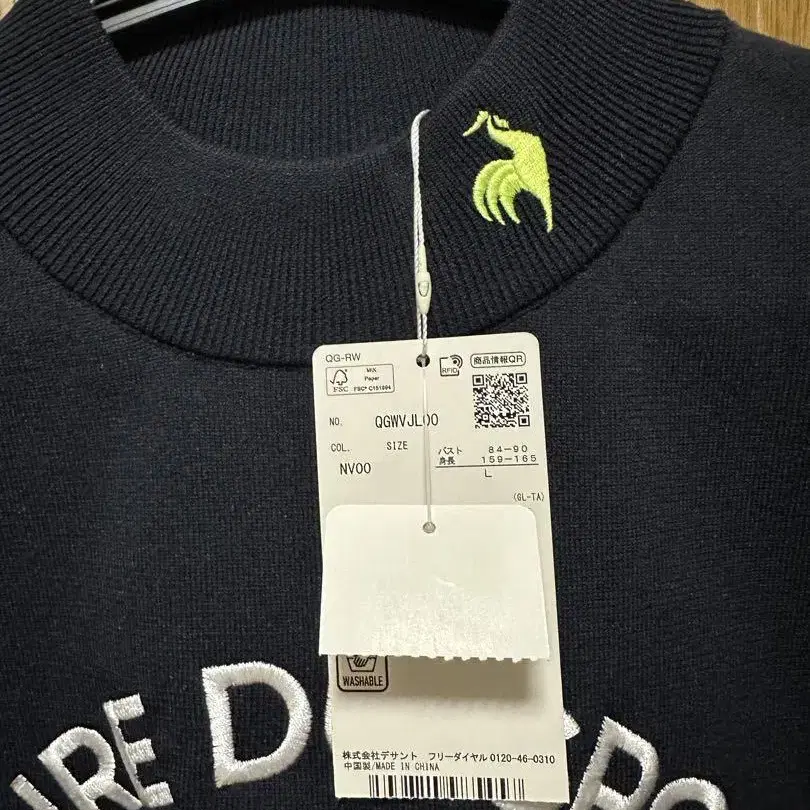 QG-RW
FSC
MIX
Paper
FSC® C151994
RFID
商品情報QR
NO. QGWVJL00
COL. SIZE
NV00
バスト 84-90
身長 159-165
L
(GL-TA)
WASHABLE
株式会社デサント フリーダイヤル 0120-46-0310
中国製/MADE IN CHINA
URE D